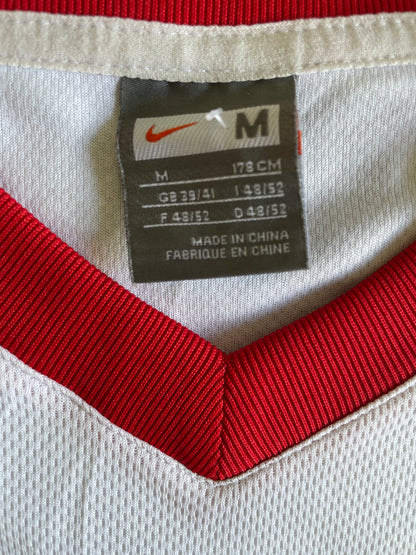 M
M 178 CM
GB 39/41 I 48/52
F 48/52 D 48/52
MADE IN CHINA
FABRIQUE EN CHINE